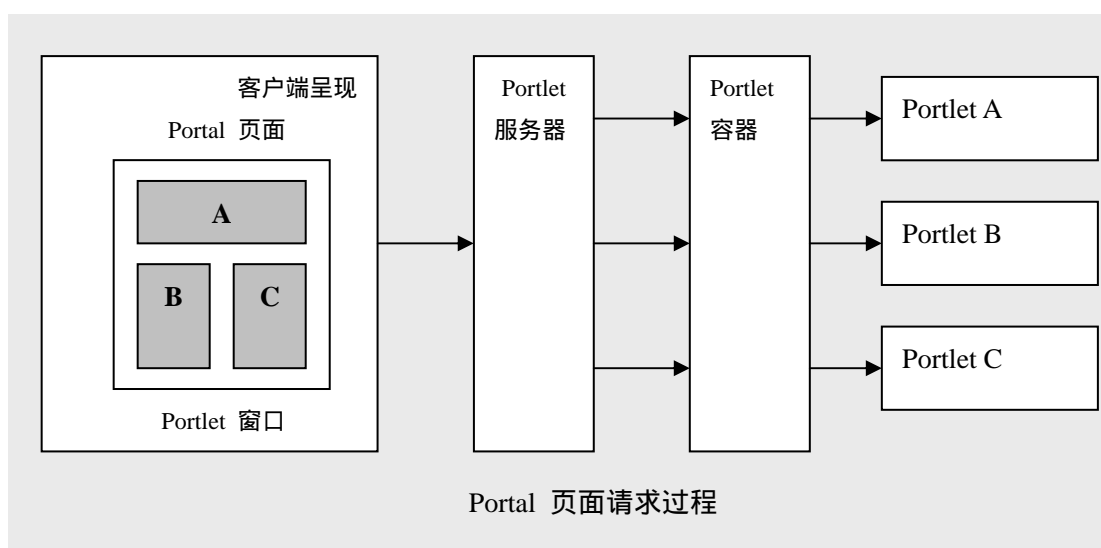 客户端呈现
Portal 页面
A
B
C
Portlet 窗口
Portlet
服务器
Portlet
容器
Portlet A
Portlet B
Portlet C
Portal 页面请求过程